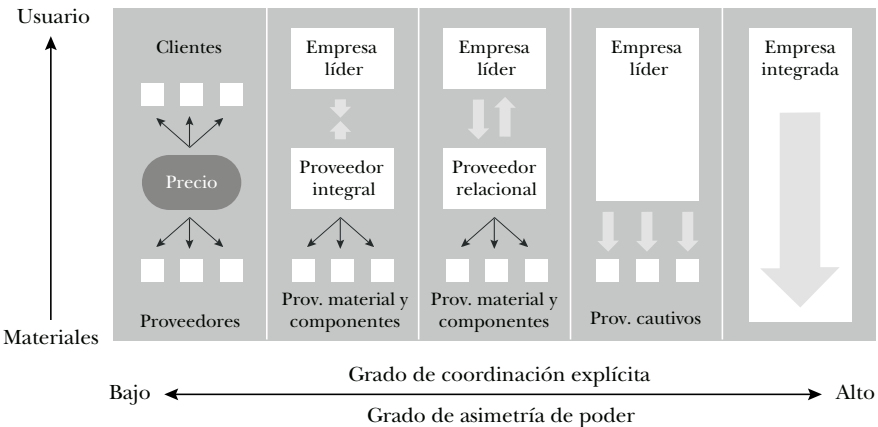 Usuario
Materiales
Clientes
Precio
Proveedores
Empresa
líder
Proveedor
integral
Prov. material y
componentes
Empresa
líder
Proveedor
relacional
Prov. material y
componentes
Empresa
líder
Prov. cautivos
Empresa
integrada
Grado de coordinación explícita
Bajo
Alto
Grado de asimetría de poder